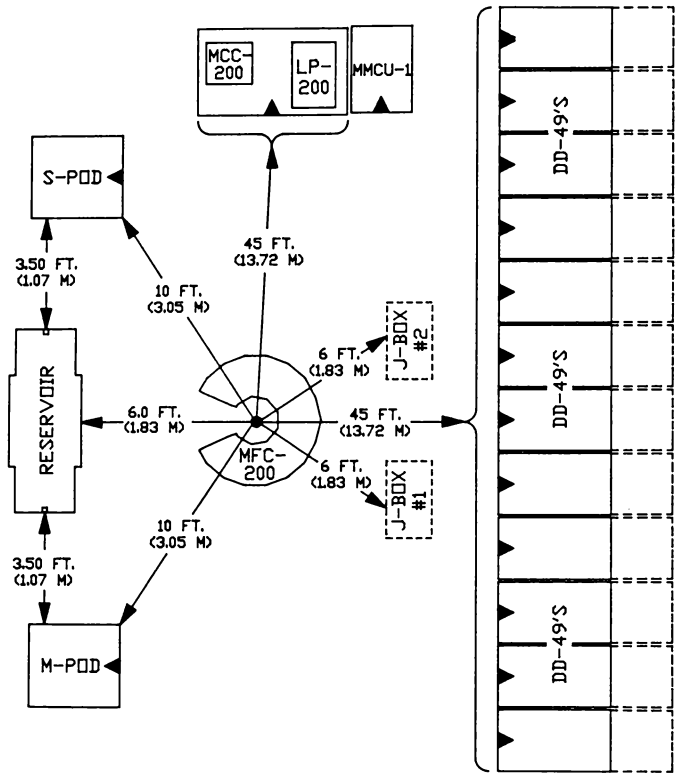 MCC-
200
LP-
200
MMCU-1
S-POD
DD-49'S
45 FT.
(13.72 M)
3.50 FT.
(1.07 M)
10 FT.
(3.05 M)
J-BOX
#2
6 FT.
(1.83 M)
DD-49'S
RESERVOIR
6.0 FT.
(1.83 M)
45 FT.
(13.72 M)
MFC-
200
6 FT.
(1.83 M)
J-BOX
#1
10 FT.
(3.05 M)
3.50 FT.
(1.07 M)
DD-49'S
M-POD